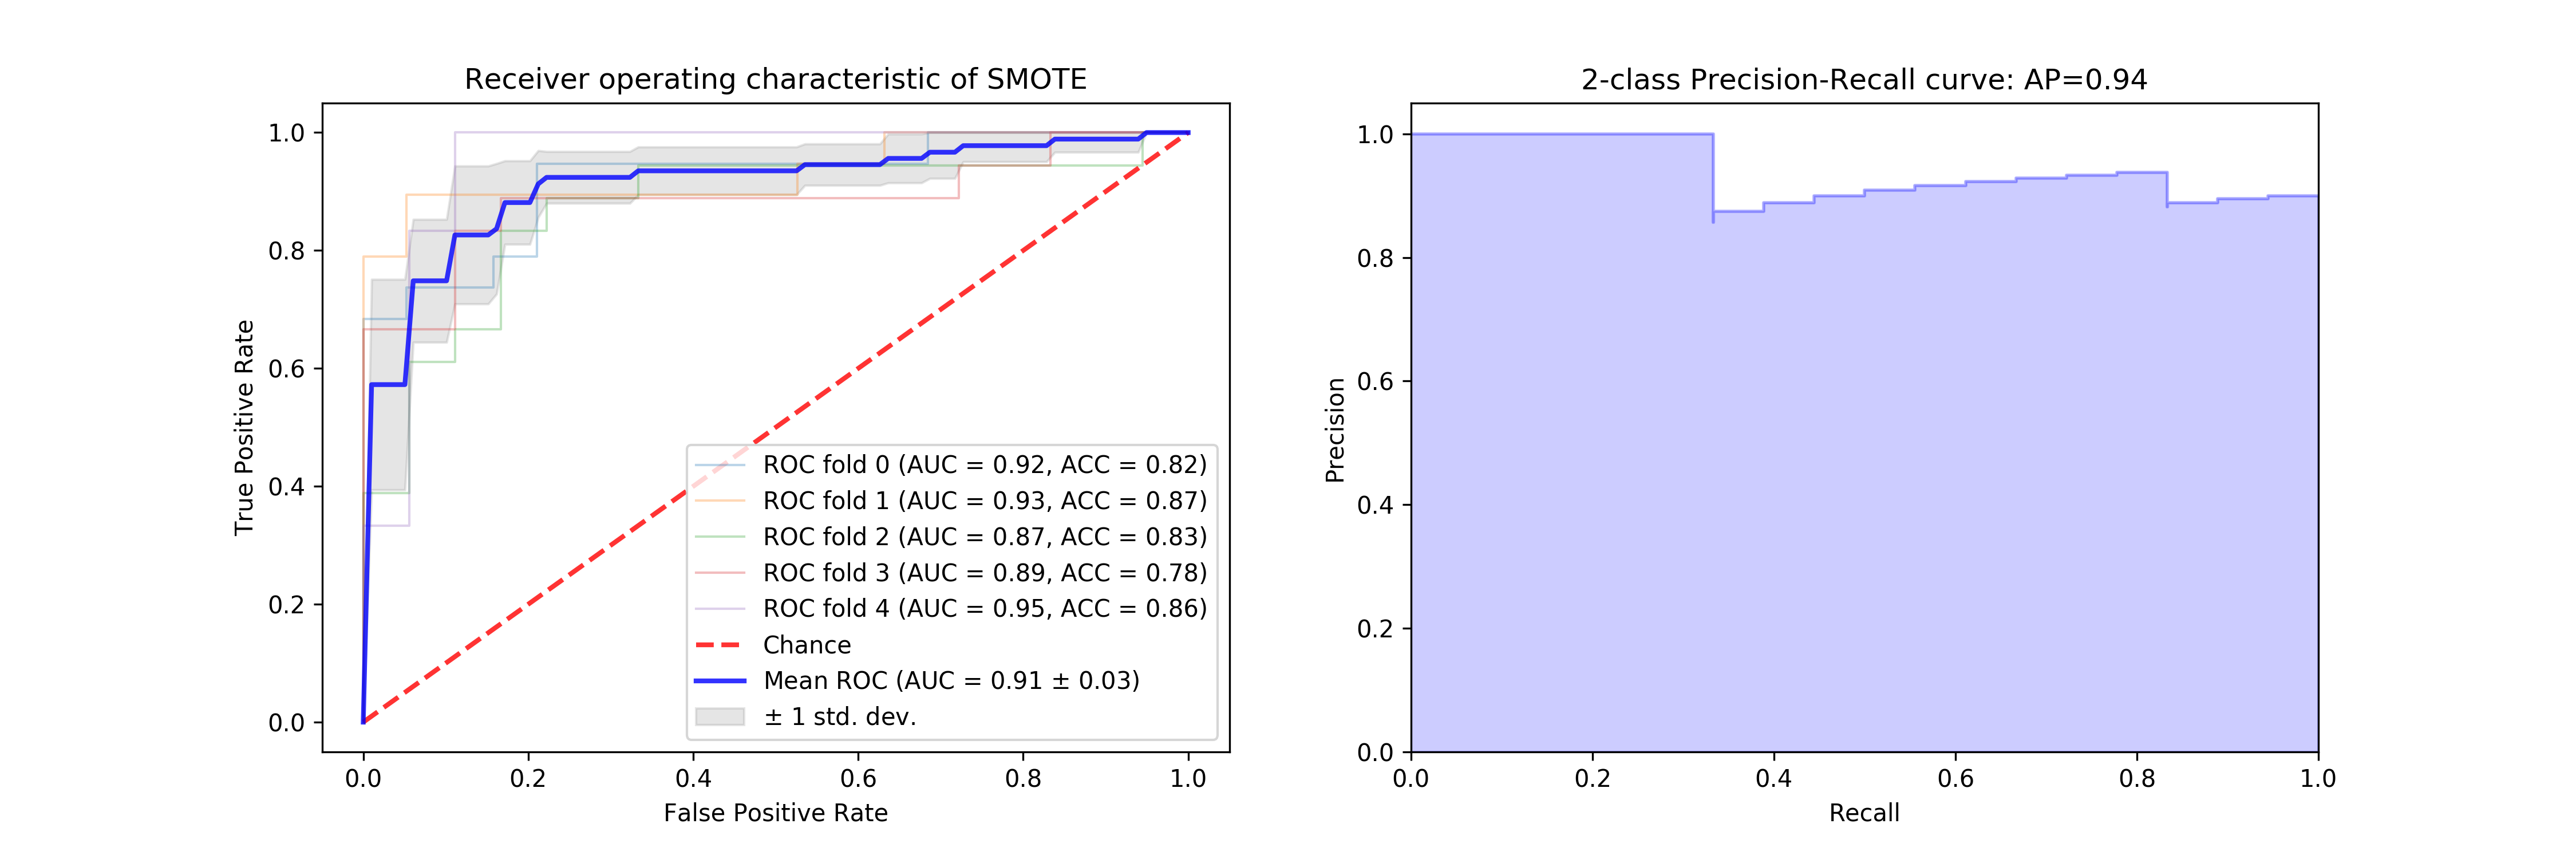 Receiver operating characteristic of SMOTE
True Positive Rate
1.0
0.8
0.6
0.4
0.2
0.0
0.0 0.2 0.4 0.6 0.8 1.0
False Positive Rate
ROC fold 0 (AUC = 0.92, ACC = 0.82)
ROC fold 1 (AUC = 0.93, ACC = 0.87)
ROC fold 2 (AUC = 0.87, ACC = 0.83)
ROC fold 3 (AUC = 0.89, ACC = 0.78)
ROC fold 4 (AUC = 0.95, ACC = 0.86)
Chance
Mean ROC (AUC = 0.91 ± 0.03)
± 1 std. dev.
2-class Precision-Recall curve: AP=0.94
Precision
1.0
0.8
0.6
0.4
0.2
0.0
0.0 0.2 0.4 0.6 0.8 1.0
Recall